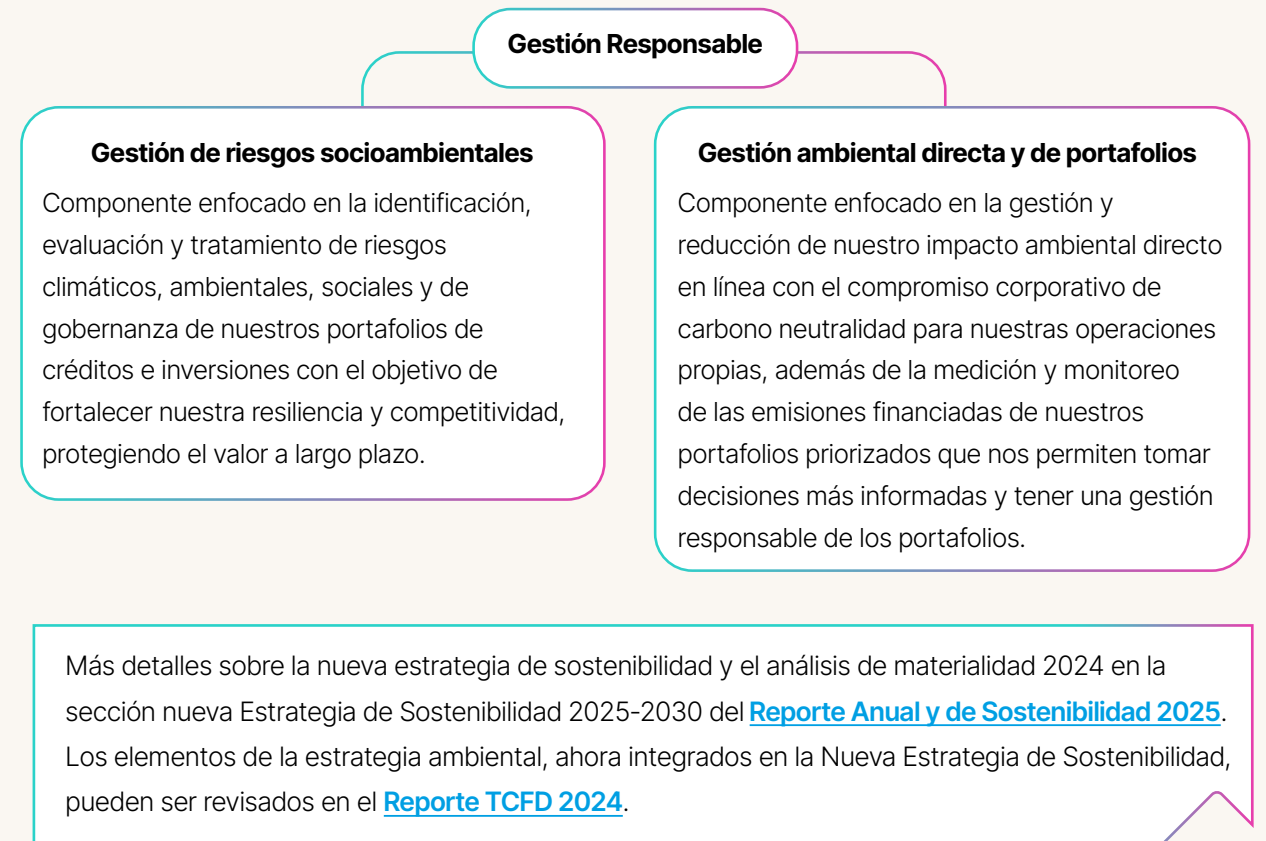 Gestión Responsable
Gestión de riesgos socioambientales
Componente enfocado en la identificación,
evaluación y tratamiento de riesgos
climáticos, ambientales, sociales y de
gobernanza de nuestros portafolios de
créditos e inversiones con el objetivo de
fortalecer nuestra resiliencia y competitividad,
protegiendo el valor a largo plazo.
Gestión ambiental directa y de portafolios
Componente enfocado en la gestión y
reducción de nuestro impacto ambiental directo
en línea con el compromiso corporativo de
carbono neutralidad para nuestras operaciones
propias, además de la medición y monitoreo
de las emisiones financiadas de nuestros
portafolios priorizados que nos permiten tomar
decisiones más informadas y tener una gestión
responsable de los portafolios.
Más detalles sobre la nueva estrategia de sostenibilidad y el análisis de materialidad 2024 en la
sección nueva Estrategia de Sostenibilidad 2025-2030 del Reporte Anual y de Sostenibilidad 2025.
Los elementos de la estrategia ambiental, ahora integrados en la Nueva Estrategia de Sostenibilidad,
pueden ser revisados en el Reporte TCFD 2024.